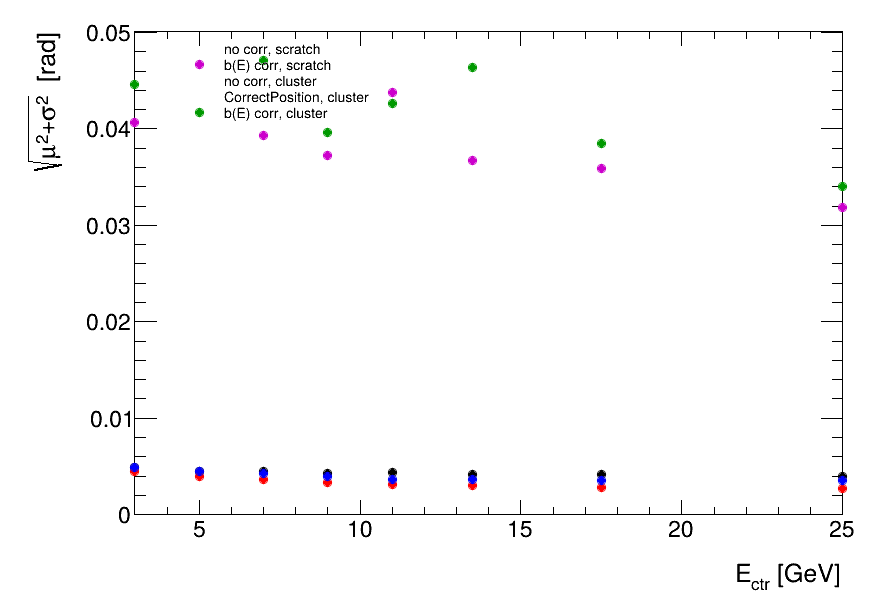 √μ²+σ² [rad]
0.05
0.04
0.03
0.02
0.01
0
no corr, scratch
b(E) corr, scratch
no corr, cluster
CorrectPosition, cluster
b(E) corr, cluster
5 10 15 20 25
E_ctr [GeV]